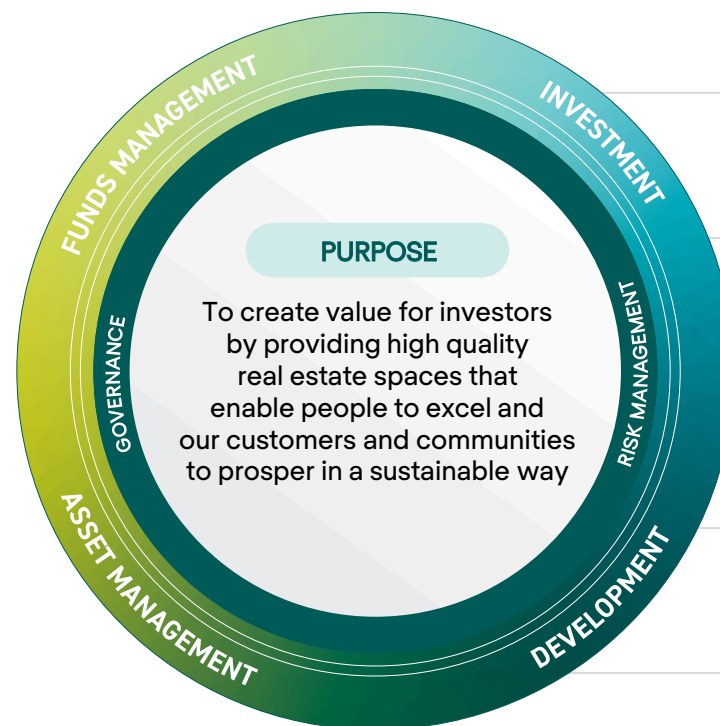 FUNDS MANAGEMENT
INVESTMENT
PURPOSE
To create value for investors
by providing high quality
real estate spaces that
enable people to excel and
our customers and communities
to prosper in a sustainable way
GOVERNANCE
RISK MANAGEMENT
ASSET MANAGEMENT
DEVELOPMENT